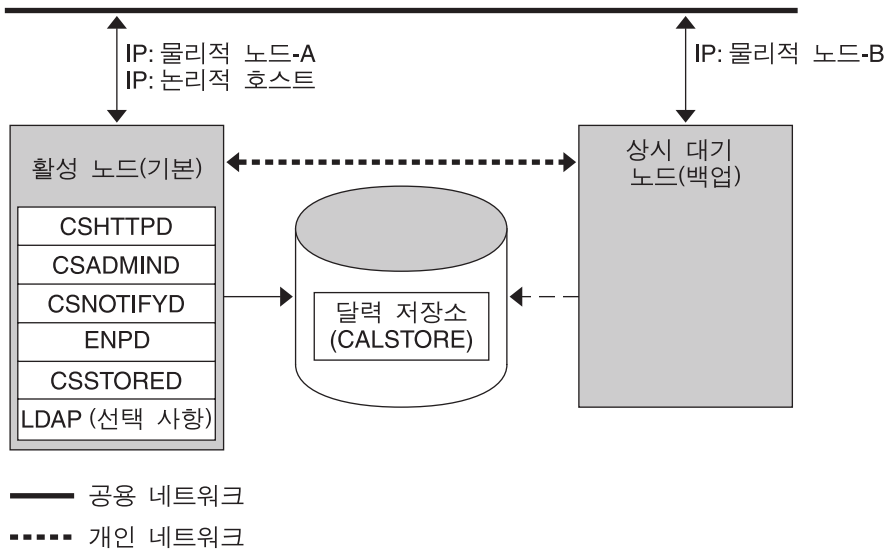 IP: 물리적 노드-A
IP: 논리적 호스트
IP: 물리적 노드-B
활성 노드(기본)
CSHTTPD
CSADMIND
CSNOTIFYD
ENPD
CSSTORED
LDAP (선택 사항)
달력 저장소
(CALSTORE)
상시 대기
노드(백업)
공용 네트워크
개인 네트워크